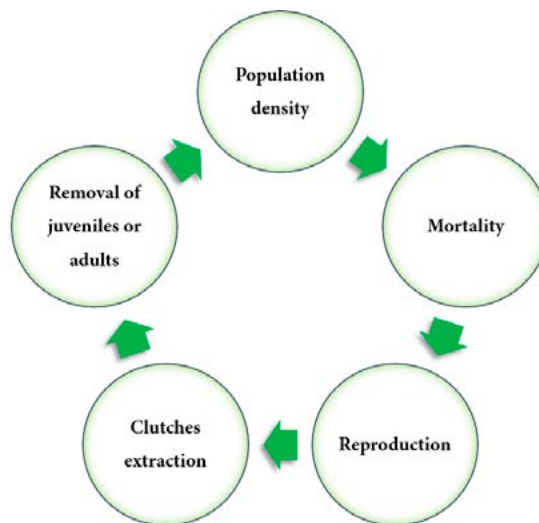 Population
density
Mortality
Reproduction
Clutches
extraction
Removal of
juveniles or
adults